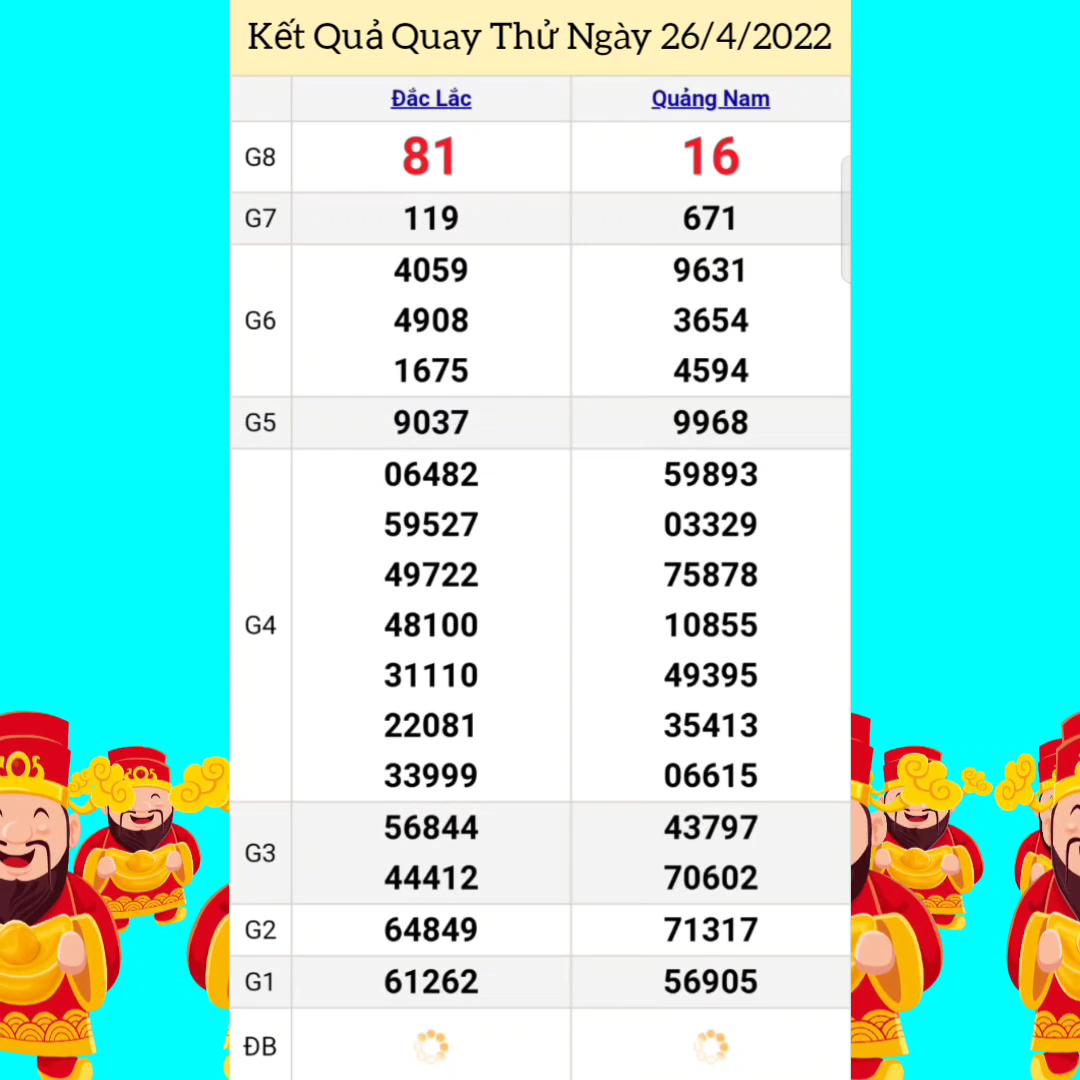 Kết Quả Quay Thử Ngày 26/4/2022
Đắc Lắc Quảng Nam
G8 81 16
G7 119 671
4059 9631
G6 4908 3654
1675 4594
G5 9037 9968
06482 59893
59527 03329
49722 75878
G4 48100 10855
31110 49395
22081 35413
33999 06615
56844 43797
G3
44412 70602
G2 64849 71317
G1 61262 56905
ĐB